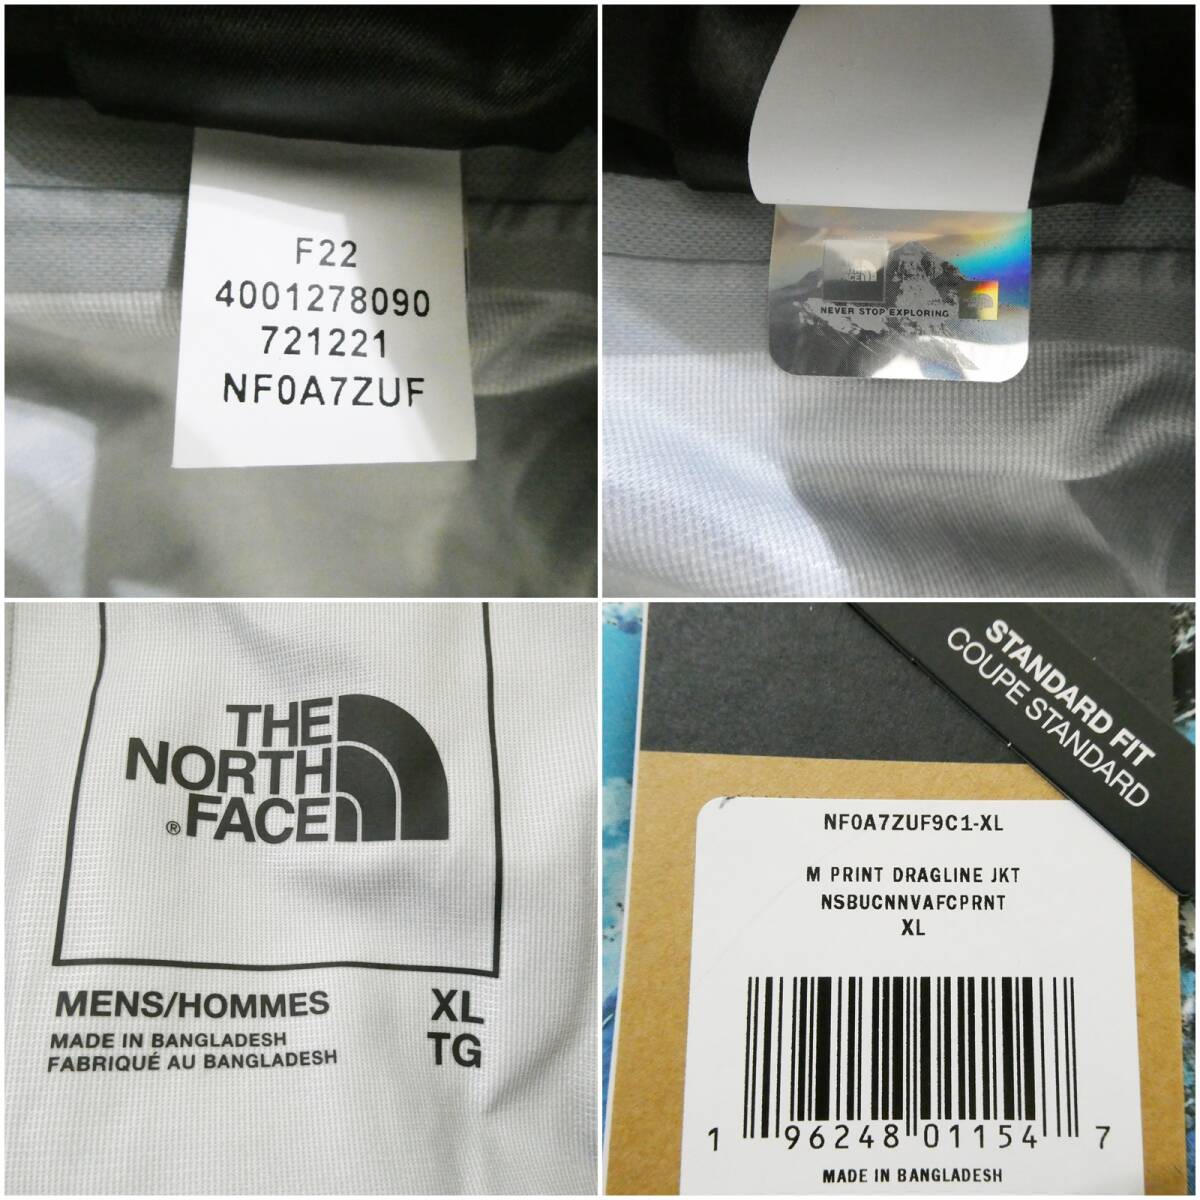 F22
4001278090
721221
NF0A7ZUF
THE
NEVER STOP EXPLORING
THE
NORTH
® FACE
MENS/HOMMES XL
MADE IN BANGLADESH TG
FABRIQUÉ AU BANGLADESH
STANDARD FIT
COUPE STANDARD
NF0A7ZUF9C1-XL
M PRINT DRAGLINE JKT
NSBUCNNVAFCPRNT
XL
1 96248 01154 7
MADE IN BANGLADESH